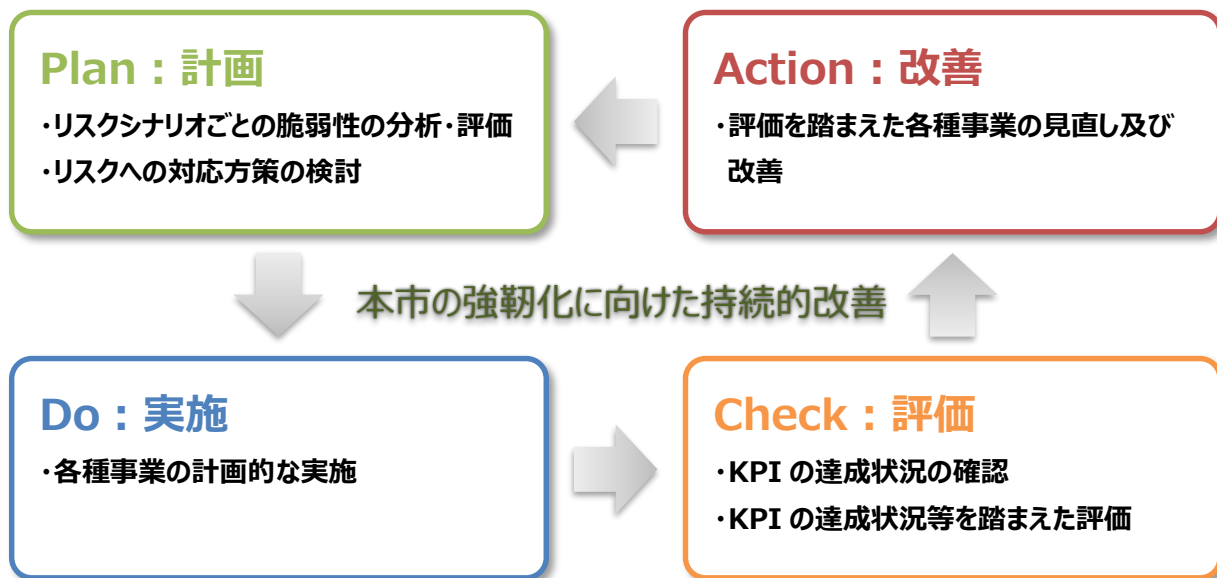 Plan：計画
・リスクシナリオごとの脆弱性の分析・評価
・リスクへの対応方策の検討
Action：改善
・評価を踏まえた各種事業の見直し及び
改善
本市の強靭化に向けた持続的改善
Do：実施
・各種事業の計画的な実施
Check：評価
・KPI の達成状況の確認
・KPI の達成状況等を踏まえた評価